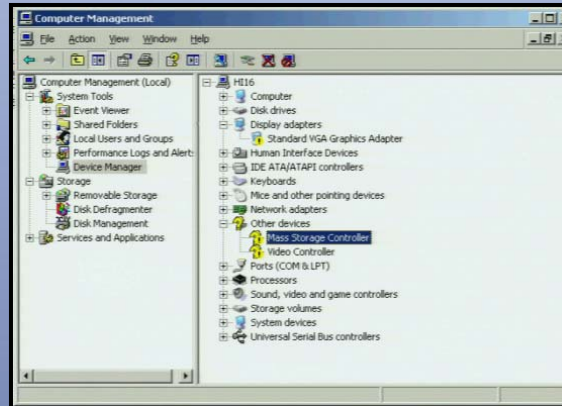 Computer Management
File Action View Window Help
Computer Management (Local)
System Tools
Event Viewer
Shared Folders
Local Users and Groups
Performance Logs and Alert:
Device Manager
Storage
Removable Storage
Disk Defragmenter
Disk Management
Services and Applications
HI16
Computer
Disk drives
Display adapters
Standard VGA Graphics Adapter
Human Interface Devices
IDE ATA/ATAPI controllers
Keyboards
Mice and other pointing devices
Network adapters
Other devices
Mass Storage Controller
Video Controller
Ports (COM & LPT)
Processors
Sound, video and game controllers
Storage volumes
System devices
Universal Serial Bus controllers